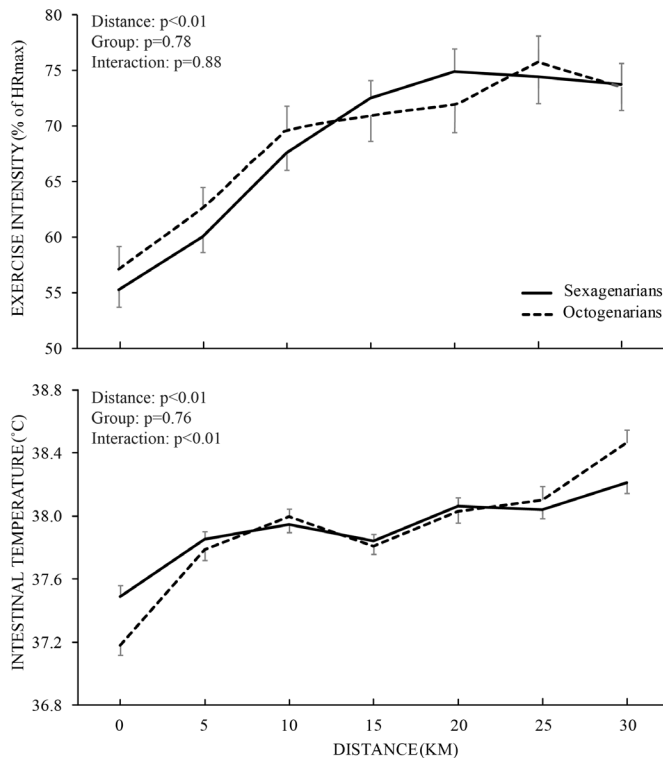 80
75
70
65
60
55
50
EXERCISE INTENSITY (% of HRmax)
Distance: p<0.01
Group: p=0.78
Interaction: p=0.88
Sexagenarians
Octogenarians
38.8
38.4
38.0
37.6
37.2
36.8
INTESTINAL TEMPERATURE (˚C)
Distance: p<0.01
Group: p=0.76
Interaction: p<0.01
0 5 10 15 20 25 30
DISTANCE (KM)